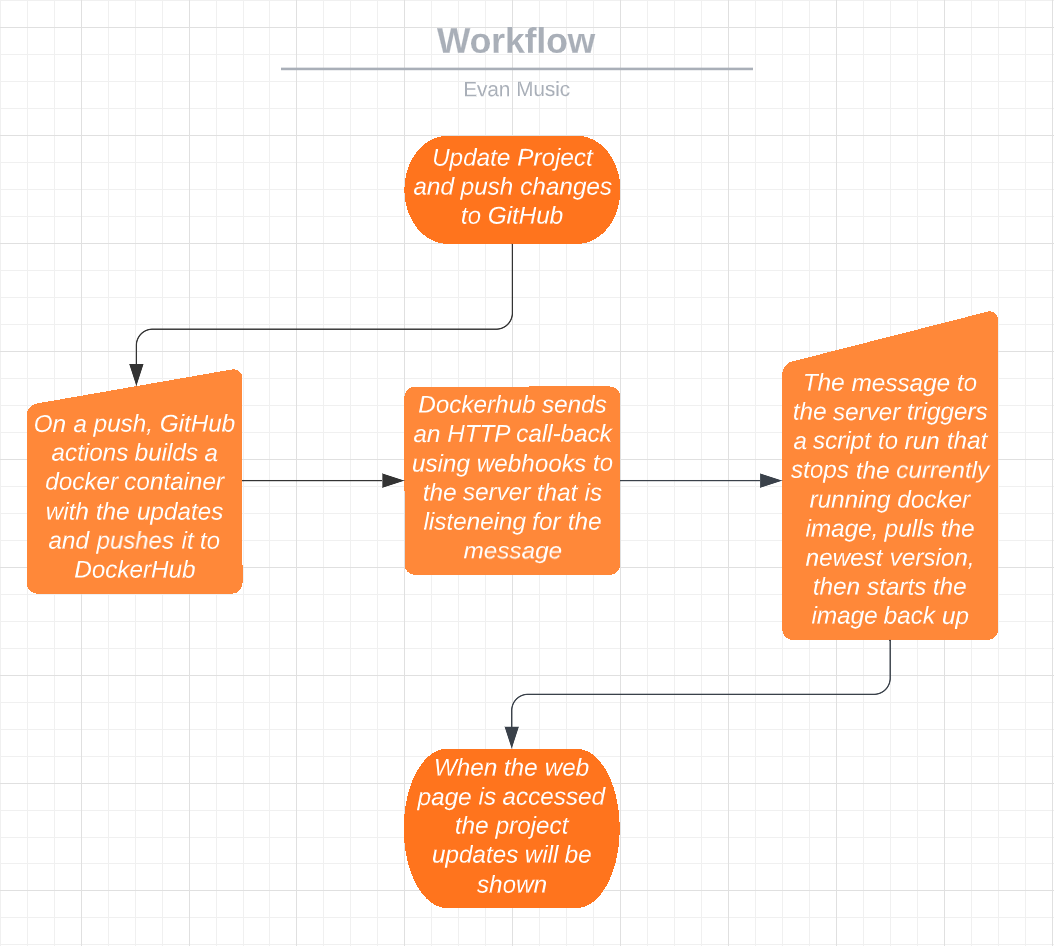 Workflow
Evan Music
Update Project
and push changes
to GitHub
On a push, GitHub
actions builds a
docker container
with the updates
and pushes it to
DockerHub
Dockerhub sends
an HTTP call-back
using webhooks to
the server that is
listeneing for the
message
The message to
the server triggers
a script to run that
stops the currently
running docker
image, pulls the
newest version,
then starts the
image back up
When the web
page is accessed
the project
updates will be
shown